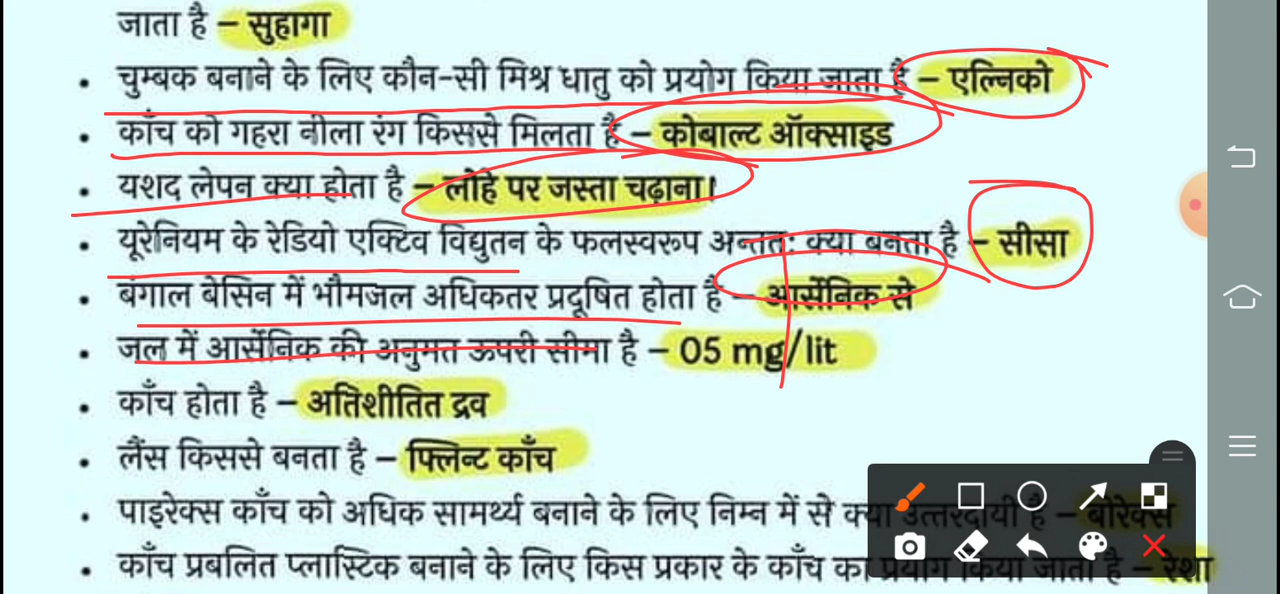 जाता है – सुहागा
• चुम्बक बनाने के लिए कौन-सी मिश्र धातु को प्रयोग किया जाता है – एल्निको
• काँच को गहरा नीला रंग किससे मिलता है – कोबाल्ट ऑक्साइड
• यशद लेपन क्या होता है – लोहे पर जस्ता चढ़ाना।
• यूरेनियम के रेडियो एक्टिव विद्युतन के फलस्वरूप अन्ततः क्या बनता है – सीसा
• बंगाल बेसिन में भौमजल अधिकतर प्रदूषित होता है – आर्सेनिक से
• जल में आर्सेनिक की अनुमत ऊपरी सीमा है – 05 mg/lit
• काँच होता है – अतिशीतित द्रव
• लैंस किससे बनता है – फ्लिन्ट काँच
• पाइरेक्स काँच को अधिक सामर्थ्य बनाने के लिए निम्न में से क्या उत्तरदायी है – बोरेक्स
• काँच प्रबलित प्लास्टिक बनाने के लिए किस प्रकार के काँच का प्रयोग किया जाता है – रेशा